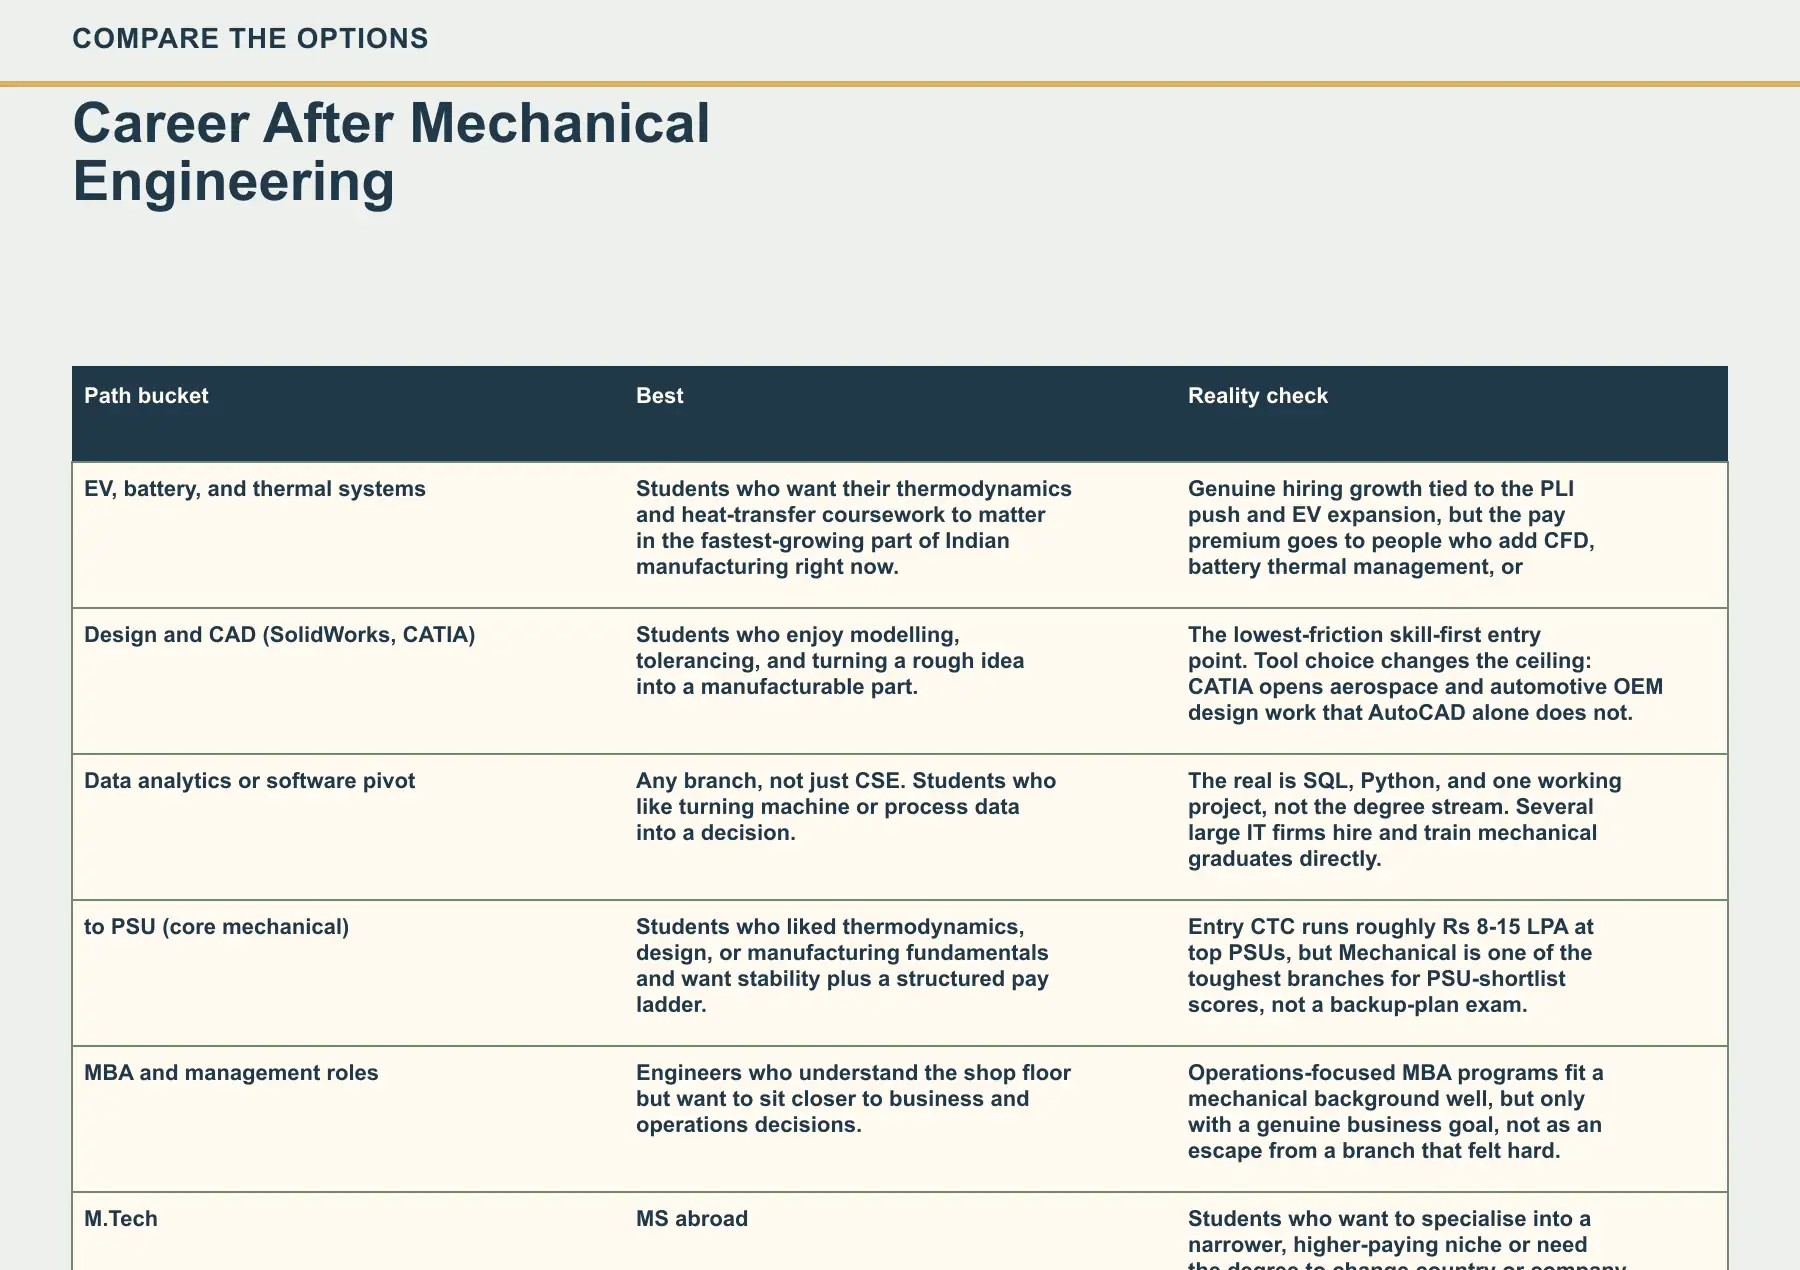 COMPARE THE OPTIONS
Career After Mechanical
Engineering
Path bucket
Best
Reality check
EV, battery, and thermal systems
Students who want their thermodynamics
and heat-transfer coursework to matter
in the fastest-growing part of Indian
manufacturing right now.
Genuine hiring growth tied to the PLI
push and EV expansion, but the pay
premium goes to people who add CFD,
battery thermal management, or
Design and CAD (SolidWorks, CATIA)
Students who enjoy modelling,
tolerancing, and turning a rough idea
into a manufacturable part.
The lowest-friction skill-first entry
point. Tool choice changes the ceiling:
CATIA opens aerospace and automotive OEM
design work that AutoCAD alone does not.
Data analytics or software pivot
Any branch, not just CSE. Students who
like turning machine or process data
into a decision.
The real is SQL, Python, and one working
project, not the degree stream. Several
large IT firms hire and train mechanical
graduates directly.
to PSU (core mechanical)
Students who liked thermodynamics,
design, or manufacturing fundamentals
and want stability plus a structured pay
ladder.
Entry CTC runs roughly Rs 8-15 LPA at
top PSUs, but Mechanical is one of the
toughest branches for PSU-shortlist
scores, not a backup-plan exam.
MBA and management roles
Engineers who understand the shop floor
but want to sit closer to business and
operations decisions.
Operations-focused MBA programs fit a
mechanical background well, but only
with a genuine business goal, not as an
escape from a branch that felt hard.
M.Tech
MS abroad
Students who want to specialise into a
narrower, higher-paying niche or need
the degree to change country or company